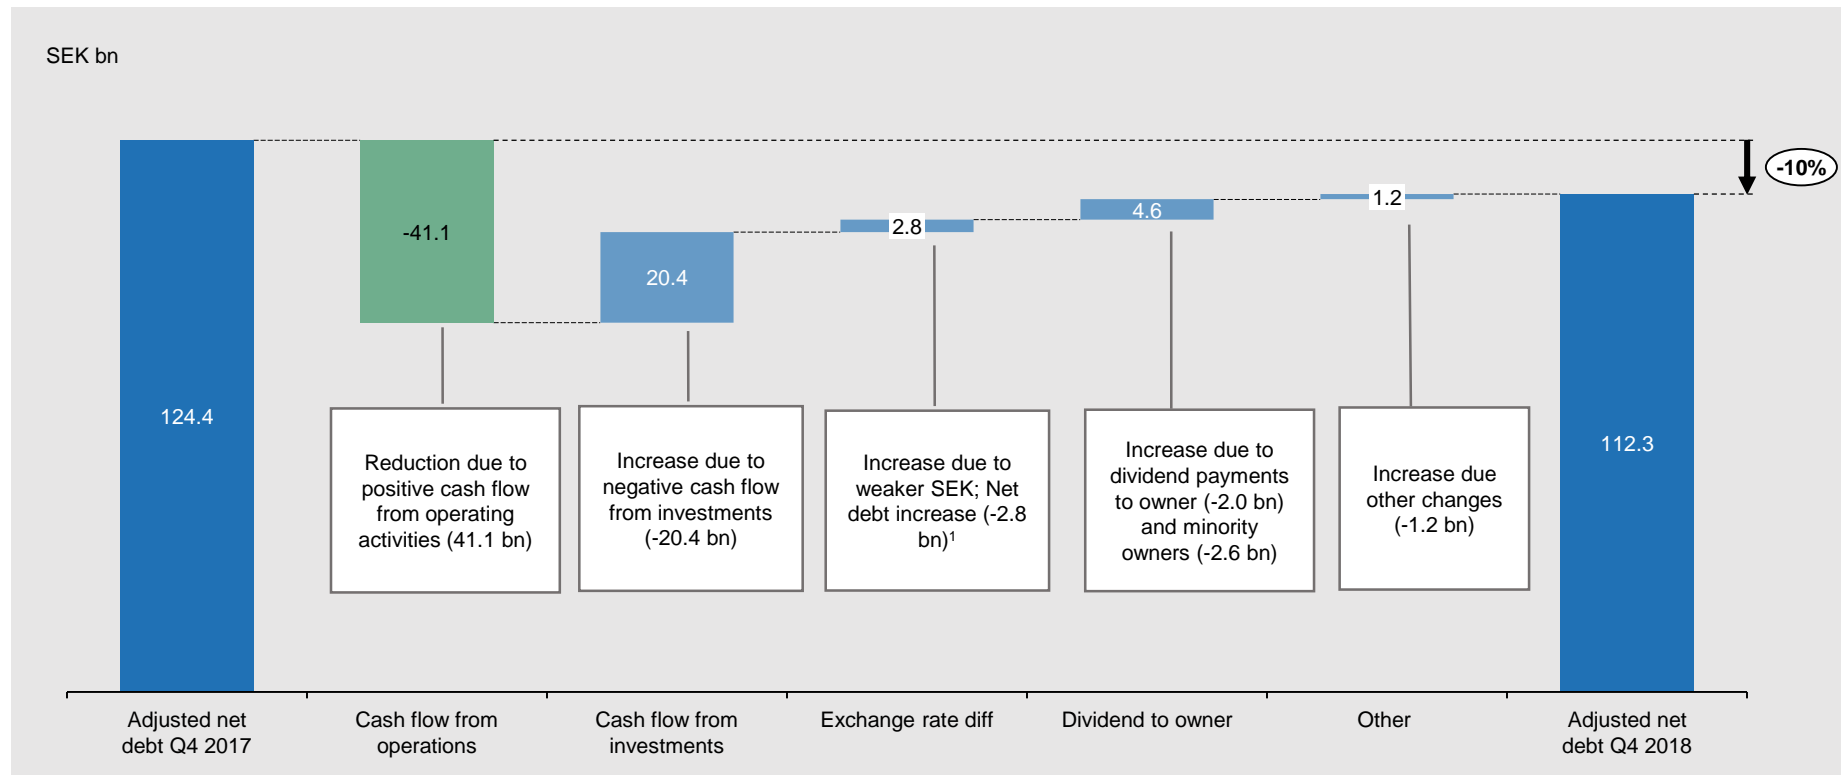 SEK bn
-10%
124.4
-41.1
20.4
2.8
4.6
1.2
112.3
Reduction due to
positive cash flow
from operating
activities (41.1 bn)
Increase due to
negative cash flow
from investments
(-20.4 bn)
Increase due to
weaker SEK; Net
debt increase (-2.8
bn)¹
Increase due to
dividend payments
to owner (-2.0 bn)
and minority
owners (-2.6 bn)
Increase due
other changes
(-1.2 bn)
Adjusted net
debt Q4 2017
Cash flow from
operations
Cash flow from
investments
Exchange rate diff
Dividend to owner
Other
Adjusted net
debt Q4 2018